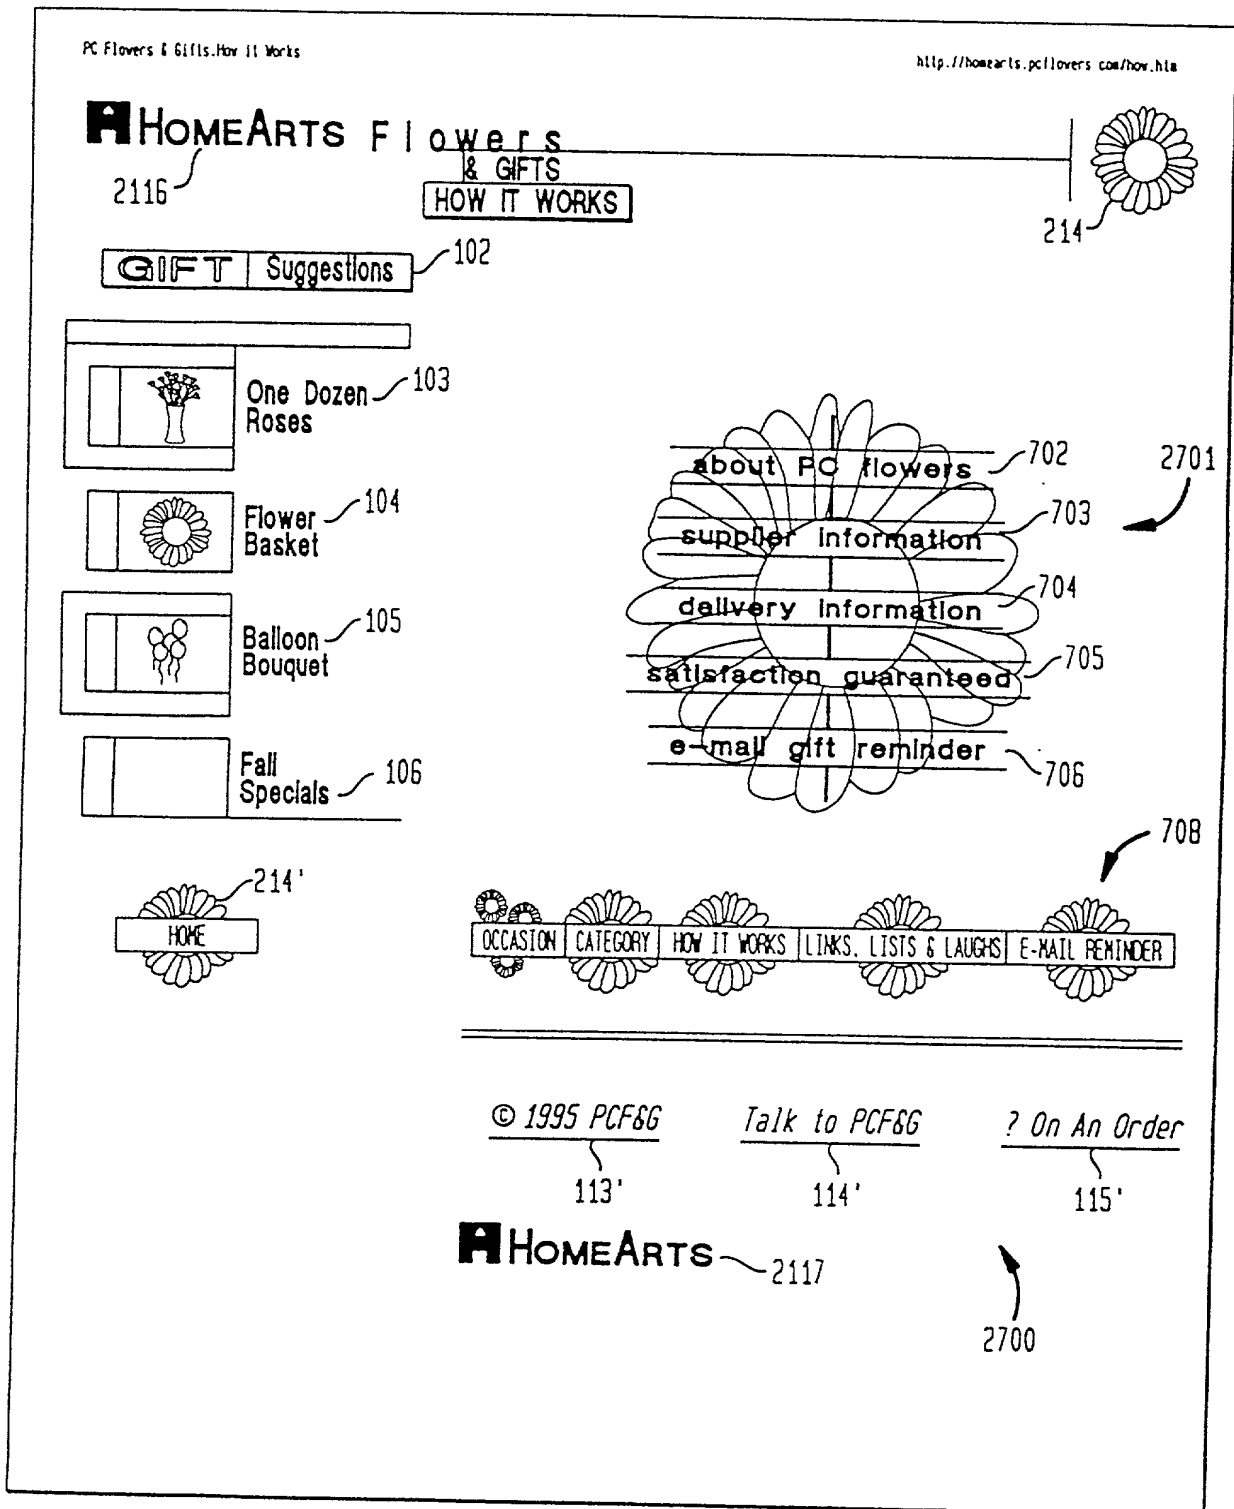 PC Flowers & Gifts.How it Works
http://homearts.pcflowers com/how.htm
HOMEARTS Flowers
& GIFTS
HOW IT WORKS
2116
214
GIFT Suggestions
102
One Dozen
Roses
103
Flower
Basket
104
Balloon
Bouquet
105
Fall
Specials
106
about PC flowers
702
2701
supplier information
703
delivery information
704
satisfaction guaranteed
705
e-mail gift reminder
706
708
214'
HOME
OCCASION
CATEGORY
HOW IT WORKS
LINKS, LISTS & LAUGHS
E-MAIL REMINDER
© 1995 PCF&G
Talk to PCF&G
? On An Order
113'
114'
115'
HOMEARTS
2117
2700